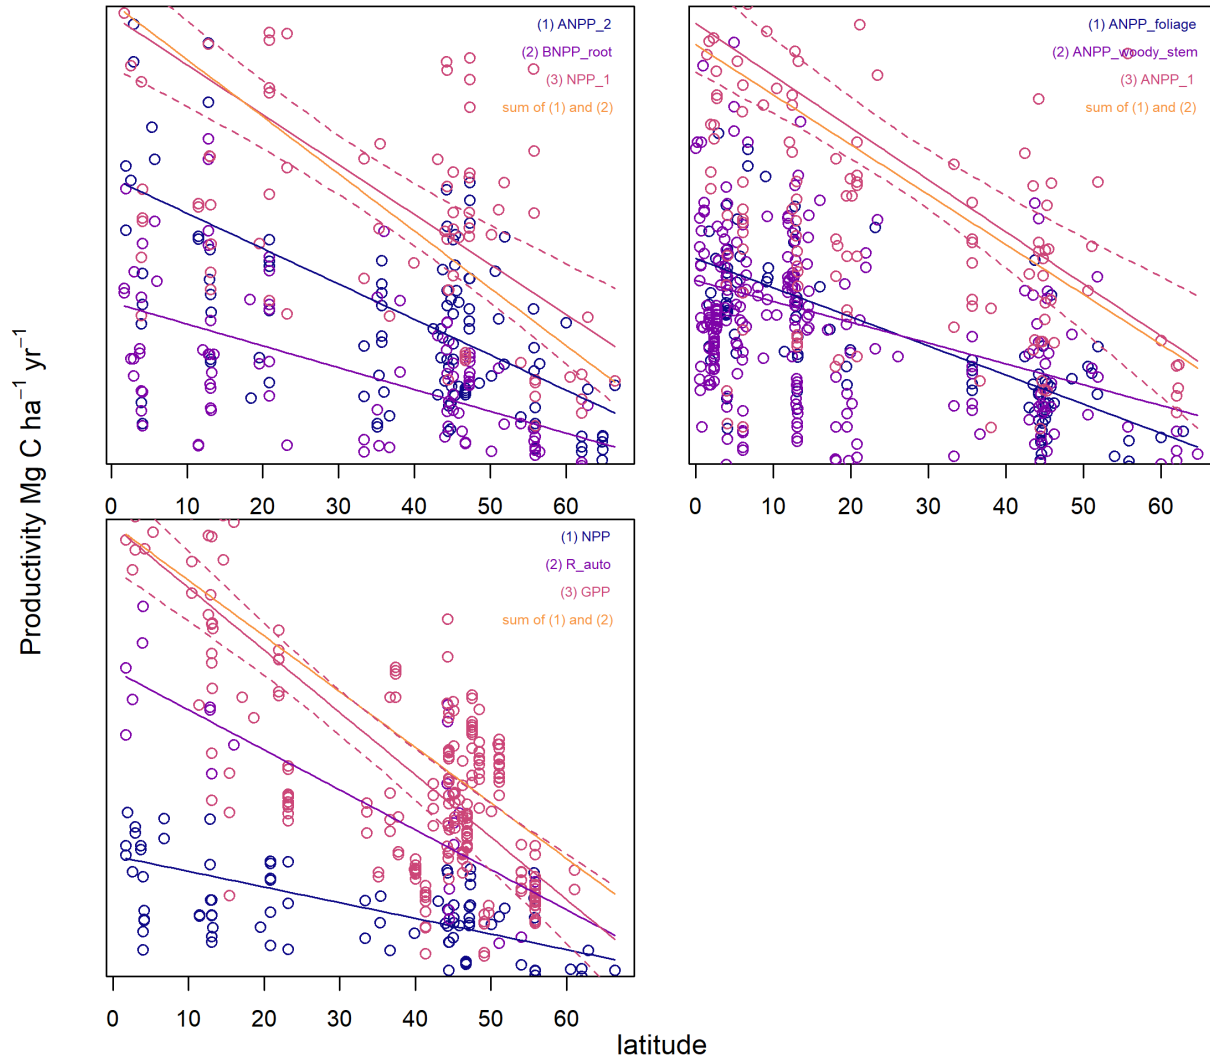 (1) ANPP_2
(2) BNPP_root
(3) NPP_1
sum of (1) and (2)
0 10 20 30 40 50 60
(1) ANPP_foliage
(2) ANPP_woody_stem
(3) ANPP_1
sum of (1) and (2)
0 10 20 30 40 50 60
(1) NPP
(2) R_auto
(3) GPP
sum of (1) and (2)
0 10 20 30 40 50 60
Productivity Mg C ha⁻¹ yr⁻¹
latitude